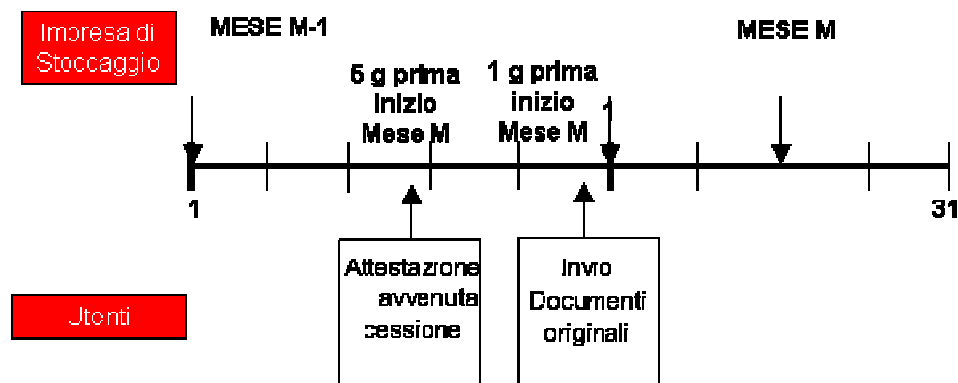 Impresa di
Stoccaggio
MESE M-1
MESE M
5 g prima
inizio
Mese M
1 g prima
inizio
Mese M
1
1
31
Attestazione
avvenuta
cessione
Invio
Documenti
originali
Utenti